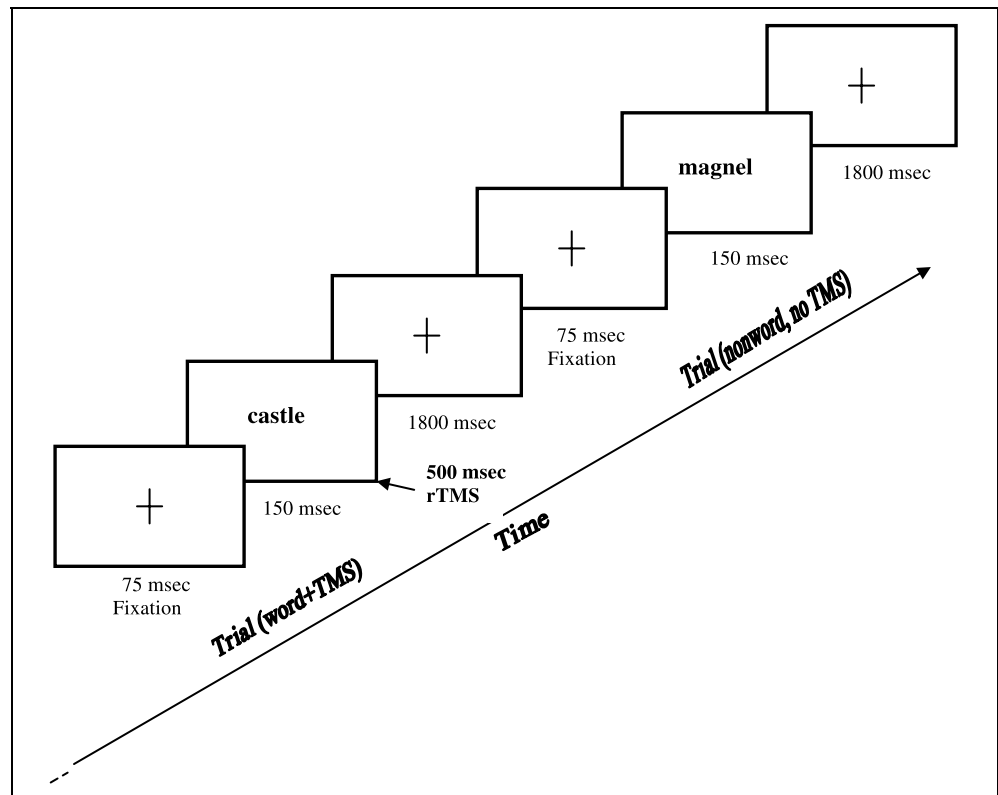 75 msec
Fixation
castle
150 msec
500 msec
rTMS
1800 msec
75 msec
Fixation
magnel
150 msec
1800 msec
Trial (word+TMS)
Time
Trial (nonword, no TMS)